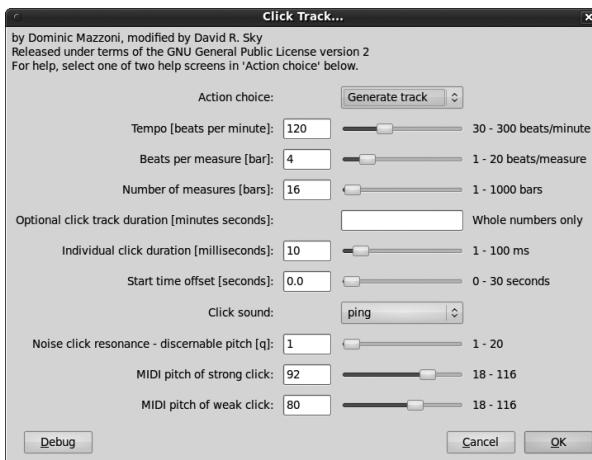 Click Track...
by Dominic Mazzoni, modified by David R. Sky
Released under terms of the GNU General Public License version 2
For help, select one of two help screens in 'Action choice' below.
Action choice: Generate track
Tempo [beats per minute]: 120 30 - 300 beats/minute
Beats per measure [bar]: 4 1 - 20 beats/measure
Number of measures [bars]: 16 1 - 1000 bars
Optional click track duration [minutes seconds]: Whole numbers only
Individual click duration [milliseconds]: 10 1 - 100 ms
Start time offset [seconds]: 0.0 0 - 30 seconds
Click sound: ping
Noise click resonance - discernable pitch [q]: 1 1 - 20
MIDI pitch of strong click: 92 18 - 116
MIDI pitch of weak click: 80 18 - 116
Debug Cancel OK